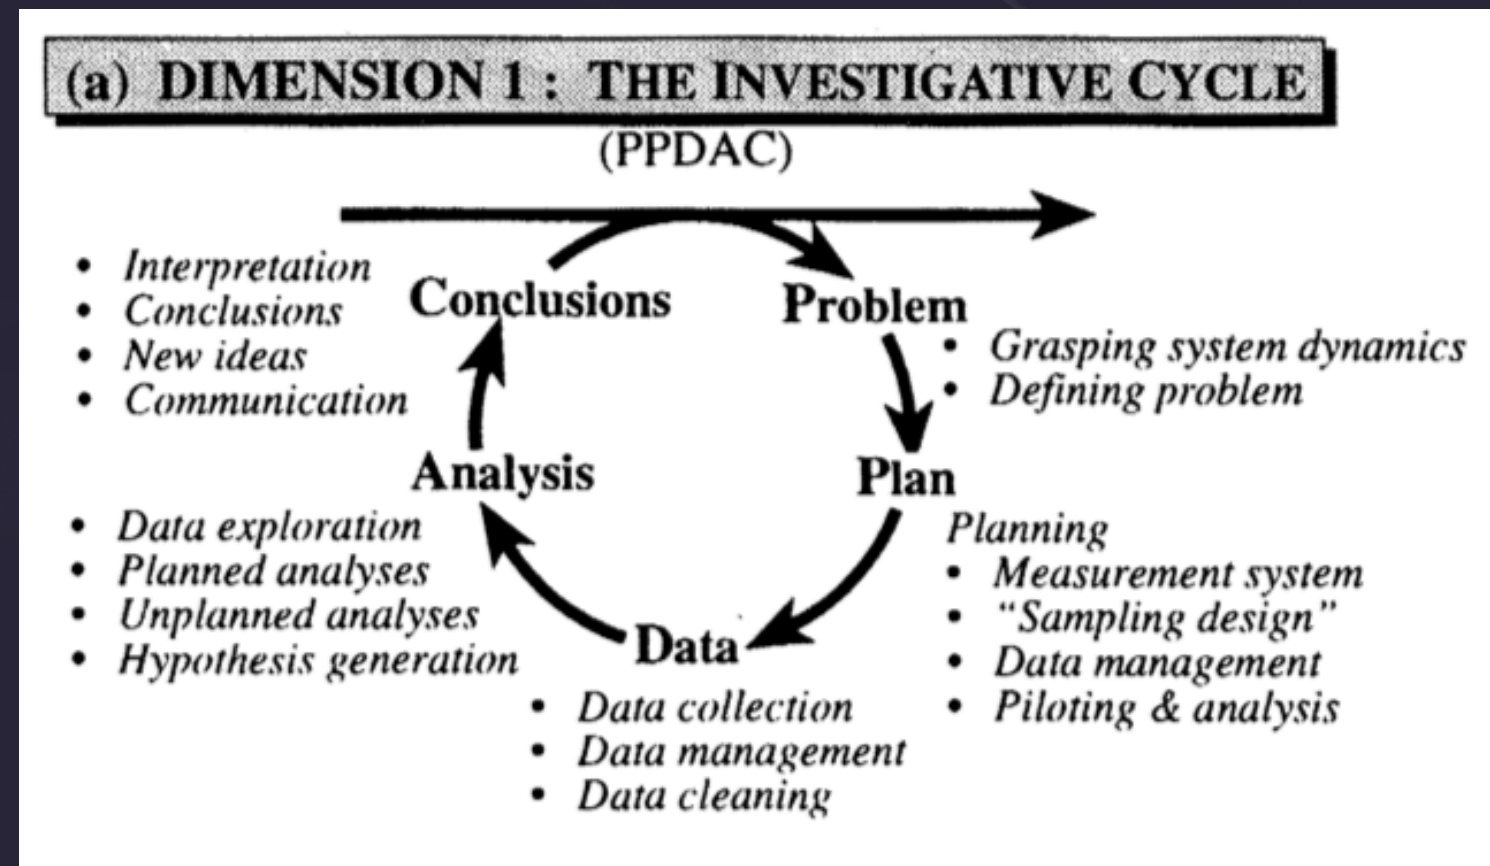 (a) DIMENSION 1 : THE INVESTIGATIVE CYCLE
(PPDAC)
Conclusions
• Interpretation
• Conclusions
• New ideas
• Communication
Problem
• Grasping system dynamics
• Defining problem
Plan
Planning
• Measurement system
• “Sampling design”
• Data management
• Piloting & analysis
Data
• Data collection
• Data management
• Data cleaning
Analysis
• Data exploration
• Planned analyses
• Unplanned analyses
• Hypothesis generation